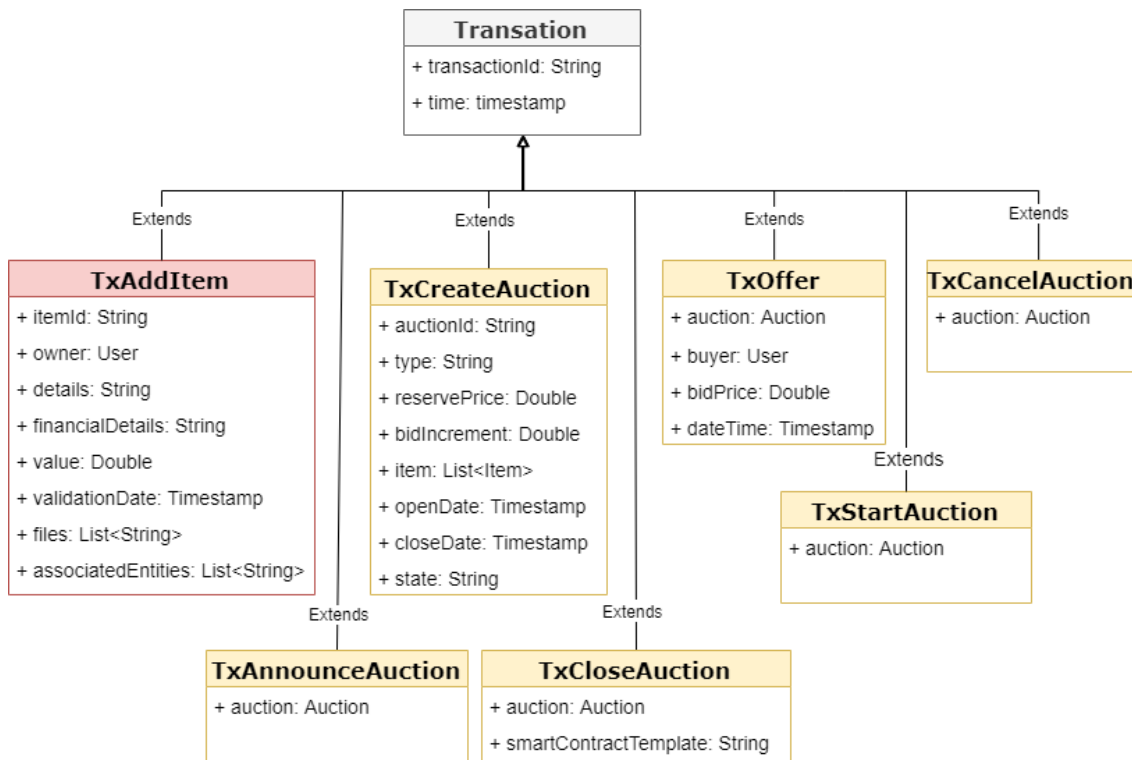 Transation
+ transactionId: String
+ time: timestamp
Extends
Extends
Extends
Extends
TxAddItem
+ itemId: String
+ owner: User
+ details: String
+ financialDetails: String
+ value: Double
+ validationDate: Timestamp
+ files: List<String>
+ associatedEntities: List<String>
TxCreateAuction
+ auctionId: String
+ type: String
+ reservePrice: Double
+ bidIncrement: Double
+ item: List<Item>
+ openDate: Timestamp
+ closeDate: Timestamp
+ state: String
TxOffer
+ auction: Auction
+ buyer: User
+ bidPrice: Double
+ dateTime: Timestamp
TxCancelAuction
+ auction: Auction
Extends
TxStartAuction
+ auction: Auction
Extends
Extends
TxAnnounceAuction
+ auction: Auction
TxCloseAuction
+ auction: Auction
+ smartContractTemplate: String